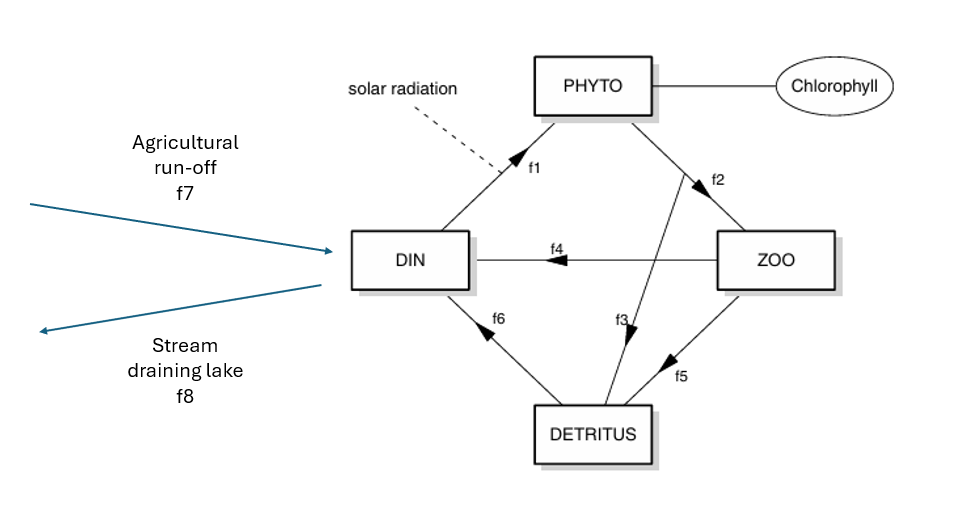 PHYTO
Chlorophyll
solar radiation
Agricultural
run-off
f7
f1
f2
DIN
f4
ZOO
f6
f3
Stream
draining lake
f8
f5
DETRITUS